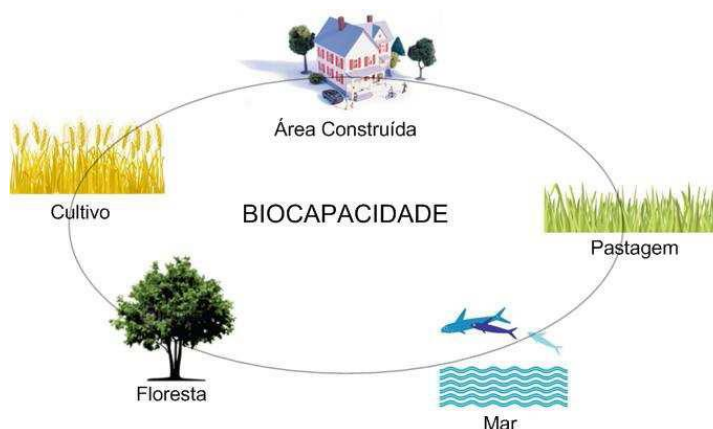 Área Construída
Cultivo
BIOCAPACIDADE
Pastagem
Floresta
Mar